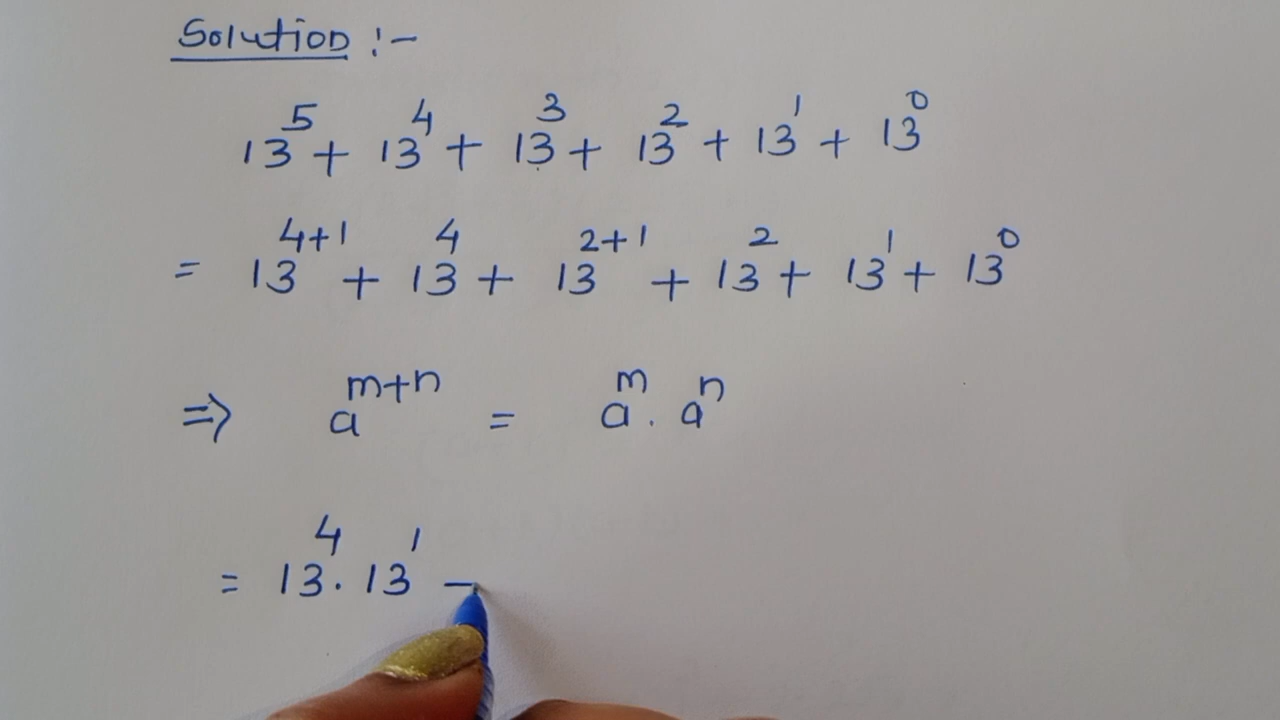 Solution :-
13⁵ + 13⁴ + 13³ + 13² + 13¹ + 13⁰
= 13⁴⁺¹ + 13⁴ + 13²⁺¹ + 13² + 13¹ + 13⁰
⇒ aᵐ⁺ⁿ = aᵐ . aⁿ
= 13⁴ . 13¹ –